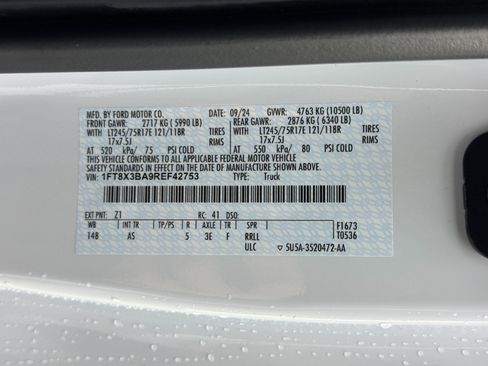 MFD. BY FORD MOTOR CO. DATE: 09/24 GVWR: 4763 KG (10500 LB)
FRONT GAWR: 2717 KG (5990 LB) REAR GAWR: 2876 KG (6340 LB)
WITH LT245/75R17E 121/118R TIRES WITH LT245/75R17E 121/118R TIRES
17x7.5J RIMS 17x7.5J RIMS
AT 520 kPa/ 75 PSI COLD AT 550 kPa/ 80 PSI COLD
THIS VEHICLE CONFORMS TO ALL APPLICABLE FEDERAL MOTOR VEHICLE
SAFETY STANDARDS IN EFFECT ON THE DATE OF MANUFACTURE SHOWN ABOVE.
VIN: 1FT8X3BA9REF42753 TYPE: Truck
EXT PNT: Z1 RC: 41 DSO:
WB INT TR TP/PS R AXLE TR SPR F1673
148 AS 5 3E F RRLL T0536
ULC 5U5A-3520472-AA